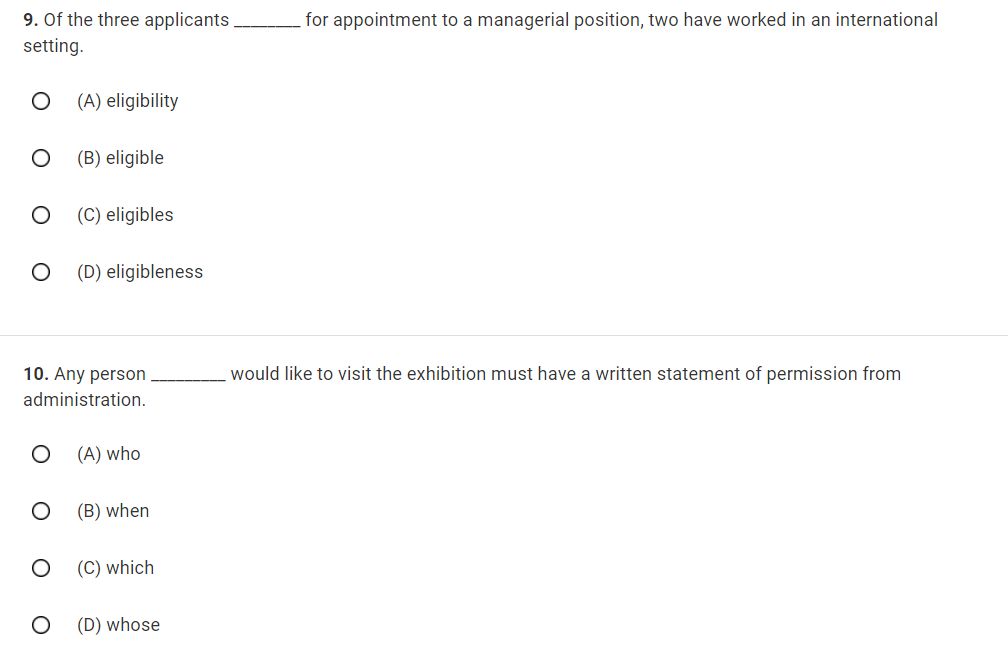 9. Of the three applicants ________ for appointment to a managerial position, two have worked in an international
setting.
(A) eligibility
(B) eligible
(C) eligibles
(D) eligibleness
10. Any person _________ would like to visit the exhibition must have a written statement of permission from
administration.
(A) who
(B) when
(C) which
(D) whose